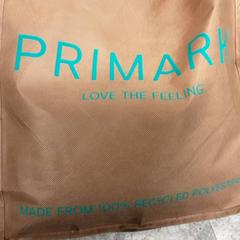 PRIMARK
LOVE THE FEELING
MADE FROM 100% RECYCLED POLYESTER